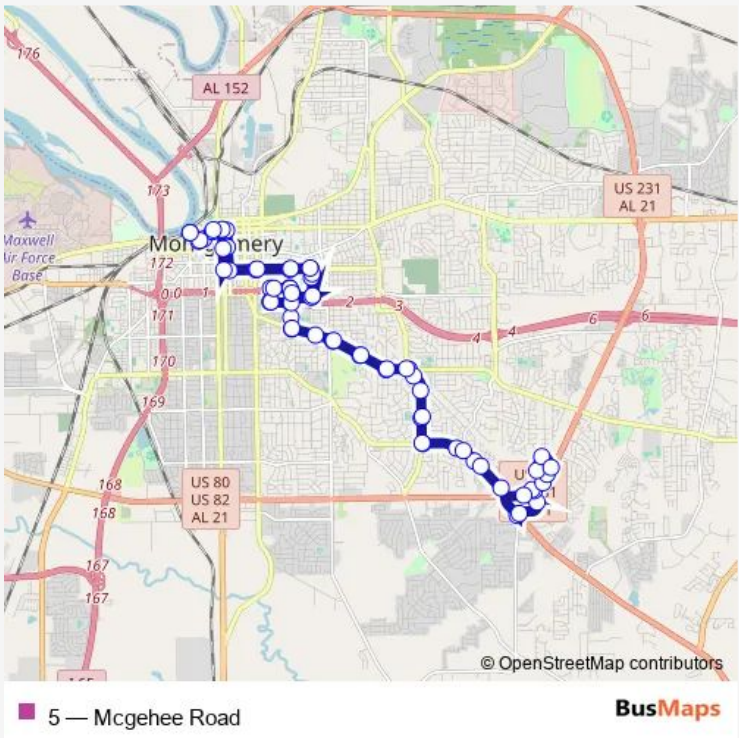 176
AL 152
173
US 231
AL 21
Maxwell
Air Force
Base
Montgomery
172
0 0 1
2
3
171
4
4
6
6
170
169
168
168
US 80
US 82
AL 21
167
167
© OpenStreetMap contributors
5 — Mcgehee Road
BusMaps